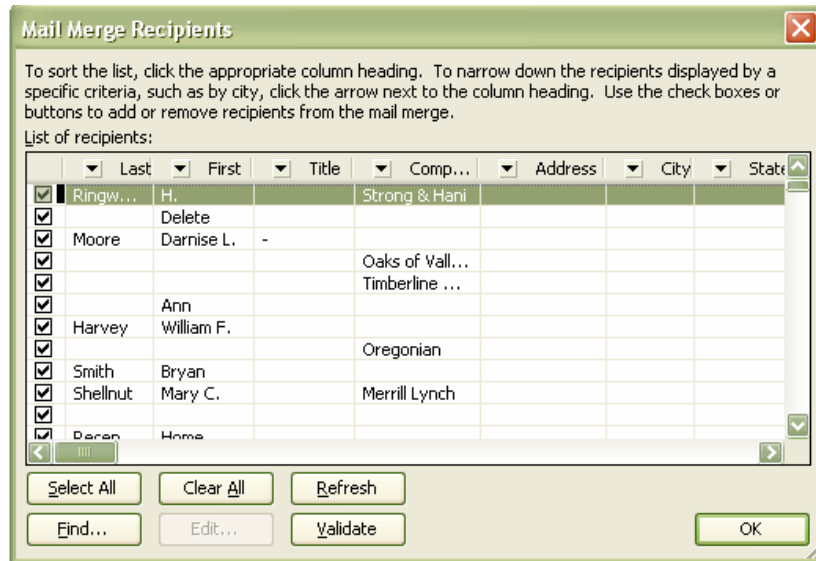 Mail Merge Recipients
To sort the list, click the appropriate column heading. To narrow down the recipients displayed by a
specific criteria, such as by city, click the arrow next to the column heading. Use the check boxes or
buttons to add or remove recipients from the mail merge.
List of recipients:
Last First Title Comp... Address City State
Ringw... H. Strong & Hani
Delete
Moore Darnise L. -
Oaks of Vall...
Timberline ...
Ann
Harvey William F.
Oregonian
Smith Bryan
Shellnut Mary C. Merrill Lynch
Recep Home
Select All Clear All Refresh
Find... Edit... Validate OK